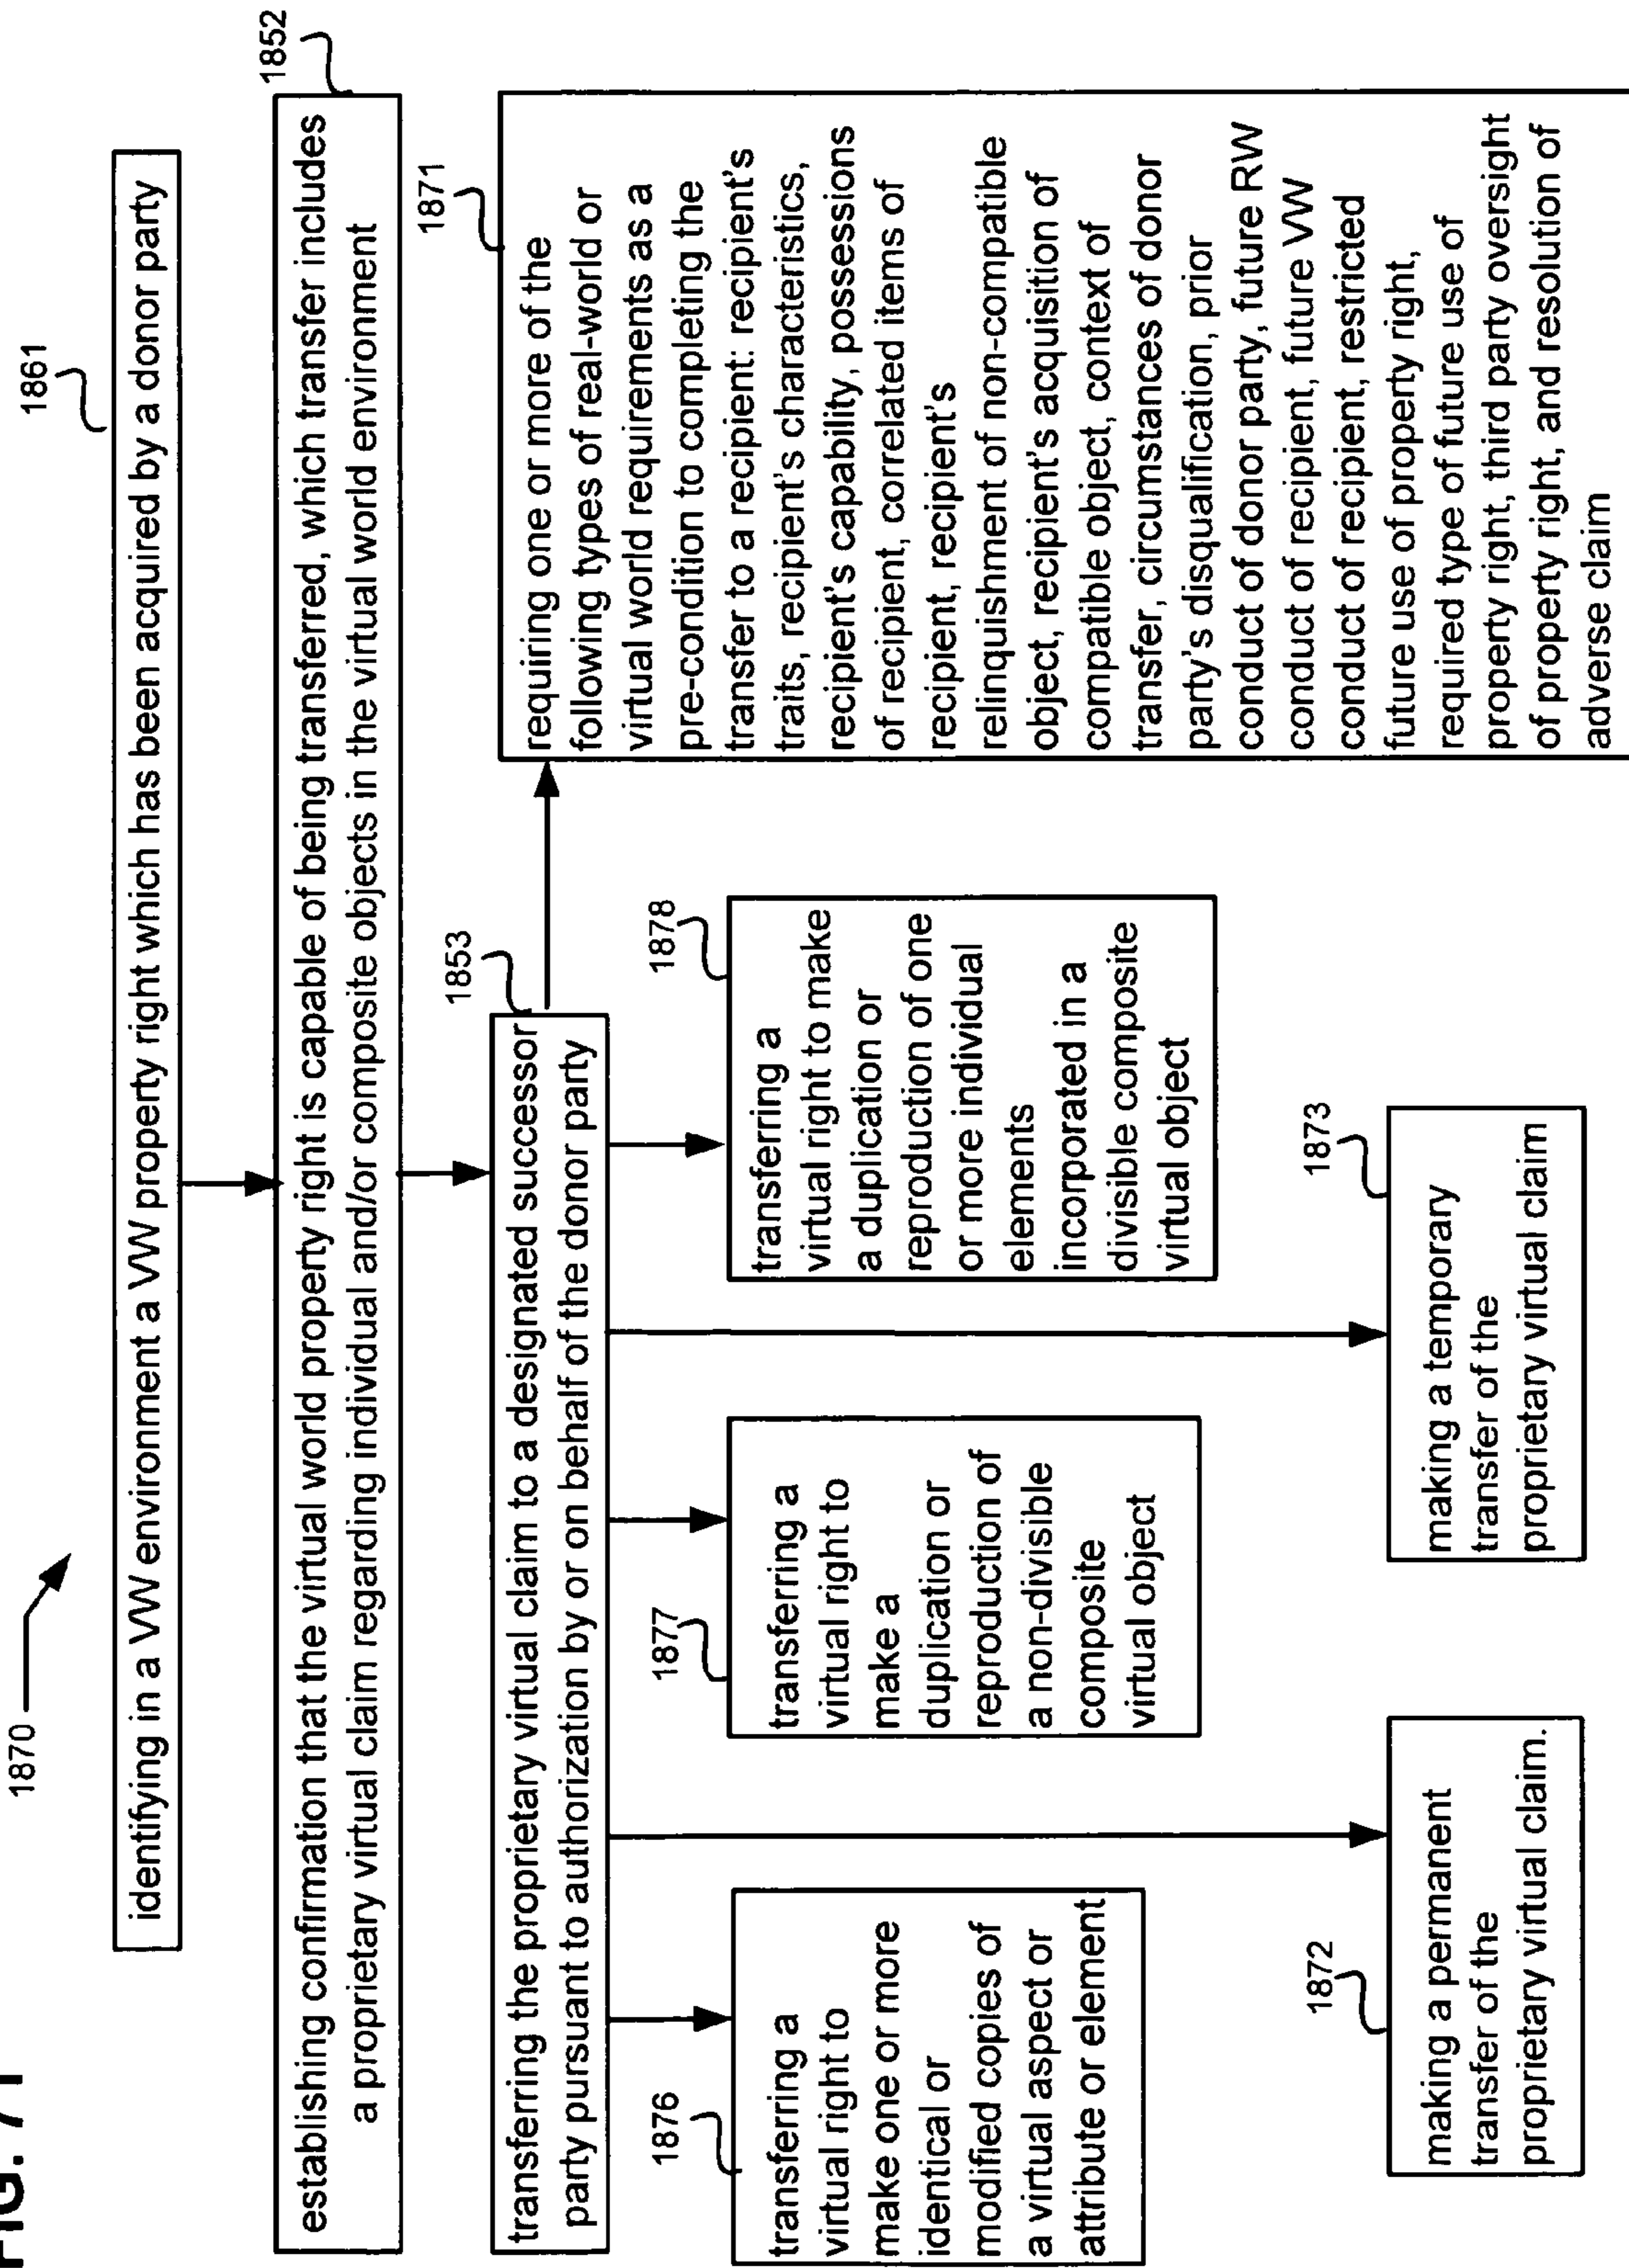 FIG. 71
1870
1861
identifying in a VW environment a VW property right which has been acquired by a donor party
1852
establishing confirmation that the virtual world property right is capable of being transferred, which transfer includes
a proprietary virtual claim regarding individual and/or composite objects in the virtual world environment
1853
transferring the proprietary virtual claim to a designated successor
party pursuant to authorization by or on behalf of the donor party
1871
requiring one or more of the
following types of real-world or
virtual world requirements as a
pre-condition to completing the
transfer to a recipient: recipient's
traits, recipient's characteristics,
recipient's capability, possessions
of recipient, correlated items of
recipient, recipient's
relinquishment of non-compatible
object, recipient's acquisition of
compatible object, context of
transfer, circumstances of donor
party's disqualification, prior
conduct of donor party, future RW
conduct of recipient, future VW
conduct of recipient, restricted
future use of property right,
required type of future use of
property right, third party oversight
of property right, and resolution of
adverse claim
1876
transferring a
virtual right to
make one or more
identical or
modified copies of
a virtual aspect or
attribute or element
1877
transferring a
virtual right to
make a
duplication or
reproduction of
a non-divisible
composite
virtual object
1878
transferring a
virtual right to make
a duplication or
reproduction of one
or more individual
elements
incorporated in a
divisible composite
virtual object
1872
making a permanent
transfer of the
proprietary virtual claim.
1873
making a temporary
transfer of the
proprietary virtual claim